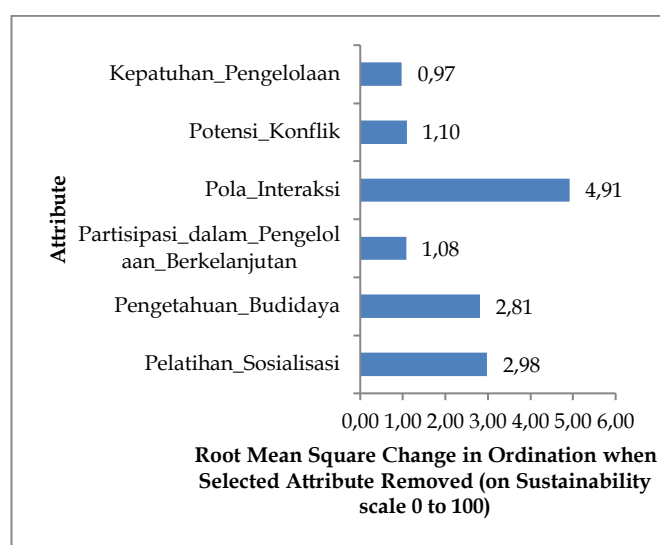 Kepatuhan_Pengelolaan
0,97
Potensi_Konflik
1,10
Pola_Interaksi
4,91
Partisipasi_dalam_Pengelol
aan_Berkelanjutan
1,08
Pengetahuan_Budidaya
2,81
Pelatihan_Sosialisasi
2,98
Attribute
0,00 1,00 2,00 3,00 4,00 5,00 6,00
Root Mean Square Change in Ordination when
Selected Attribute Removed (on Sustainability
scale 0 to 100)